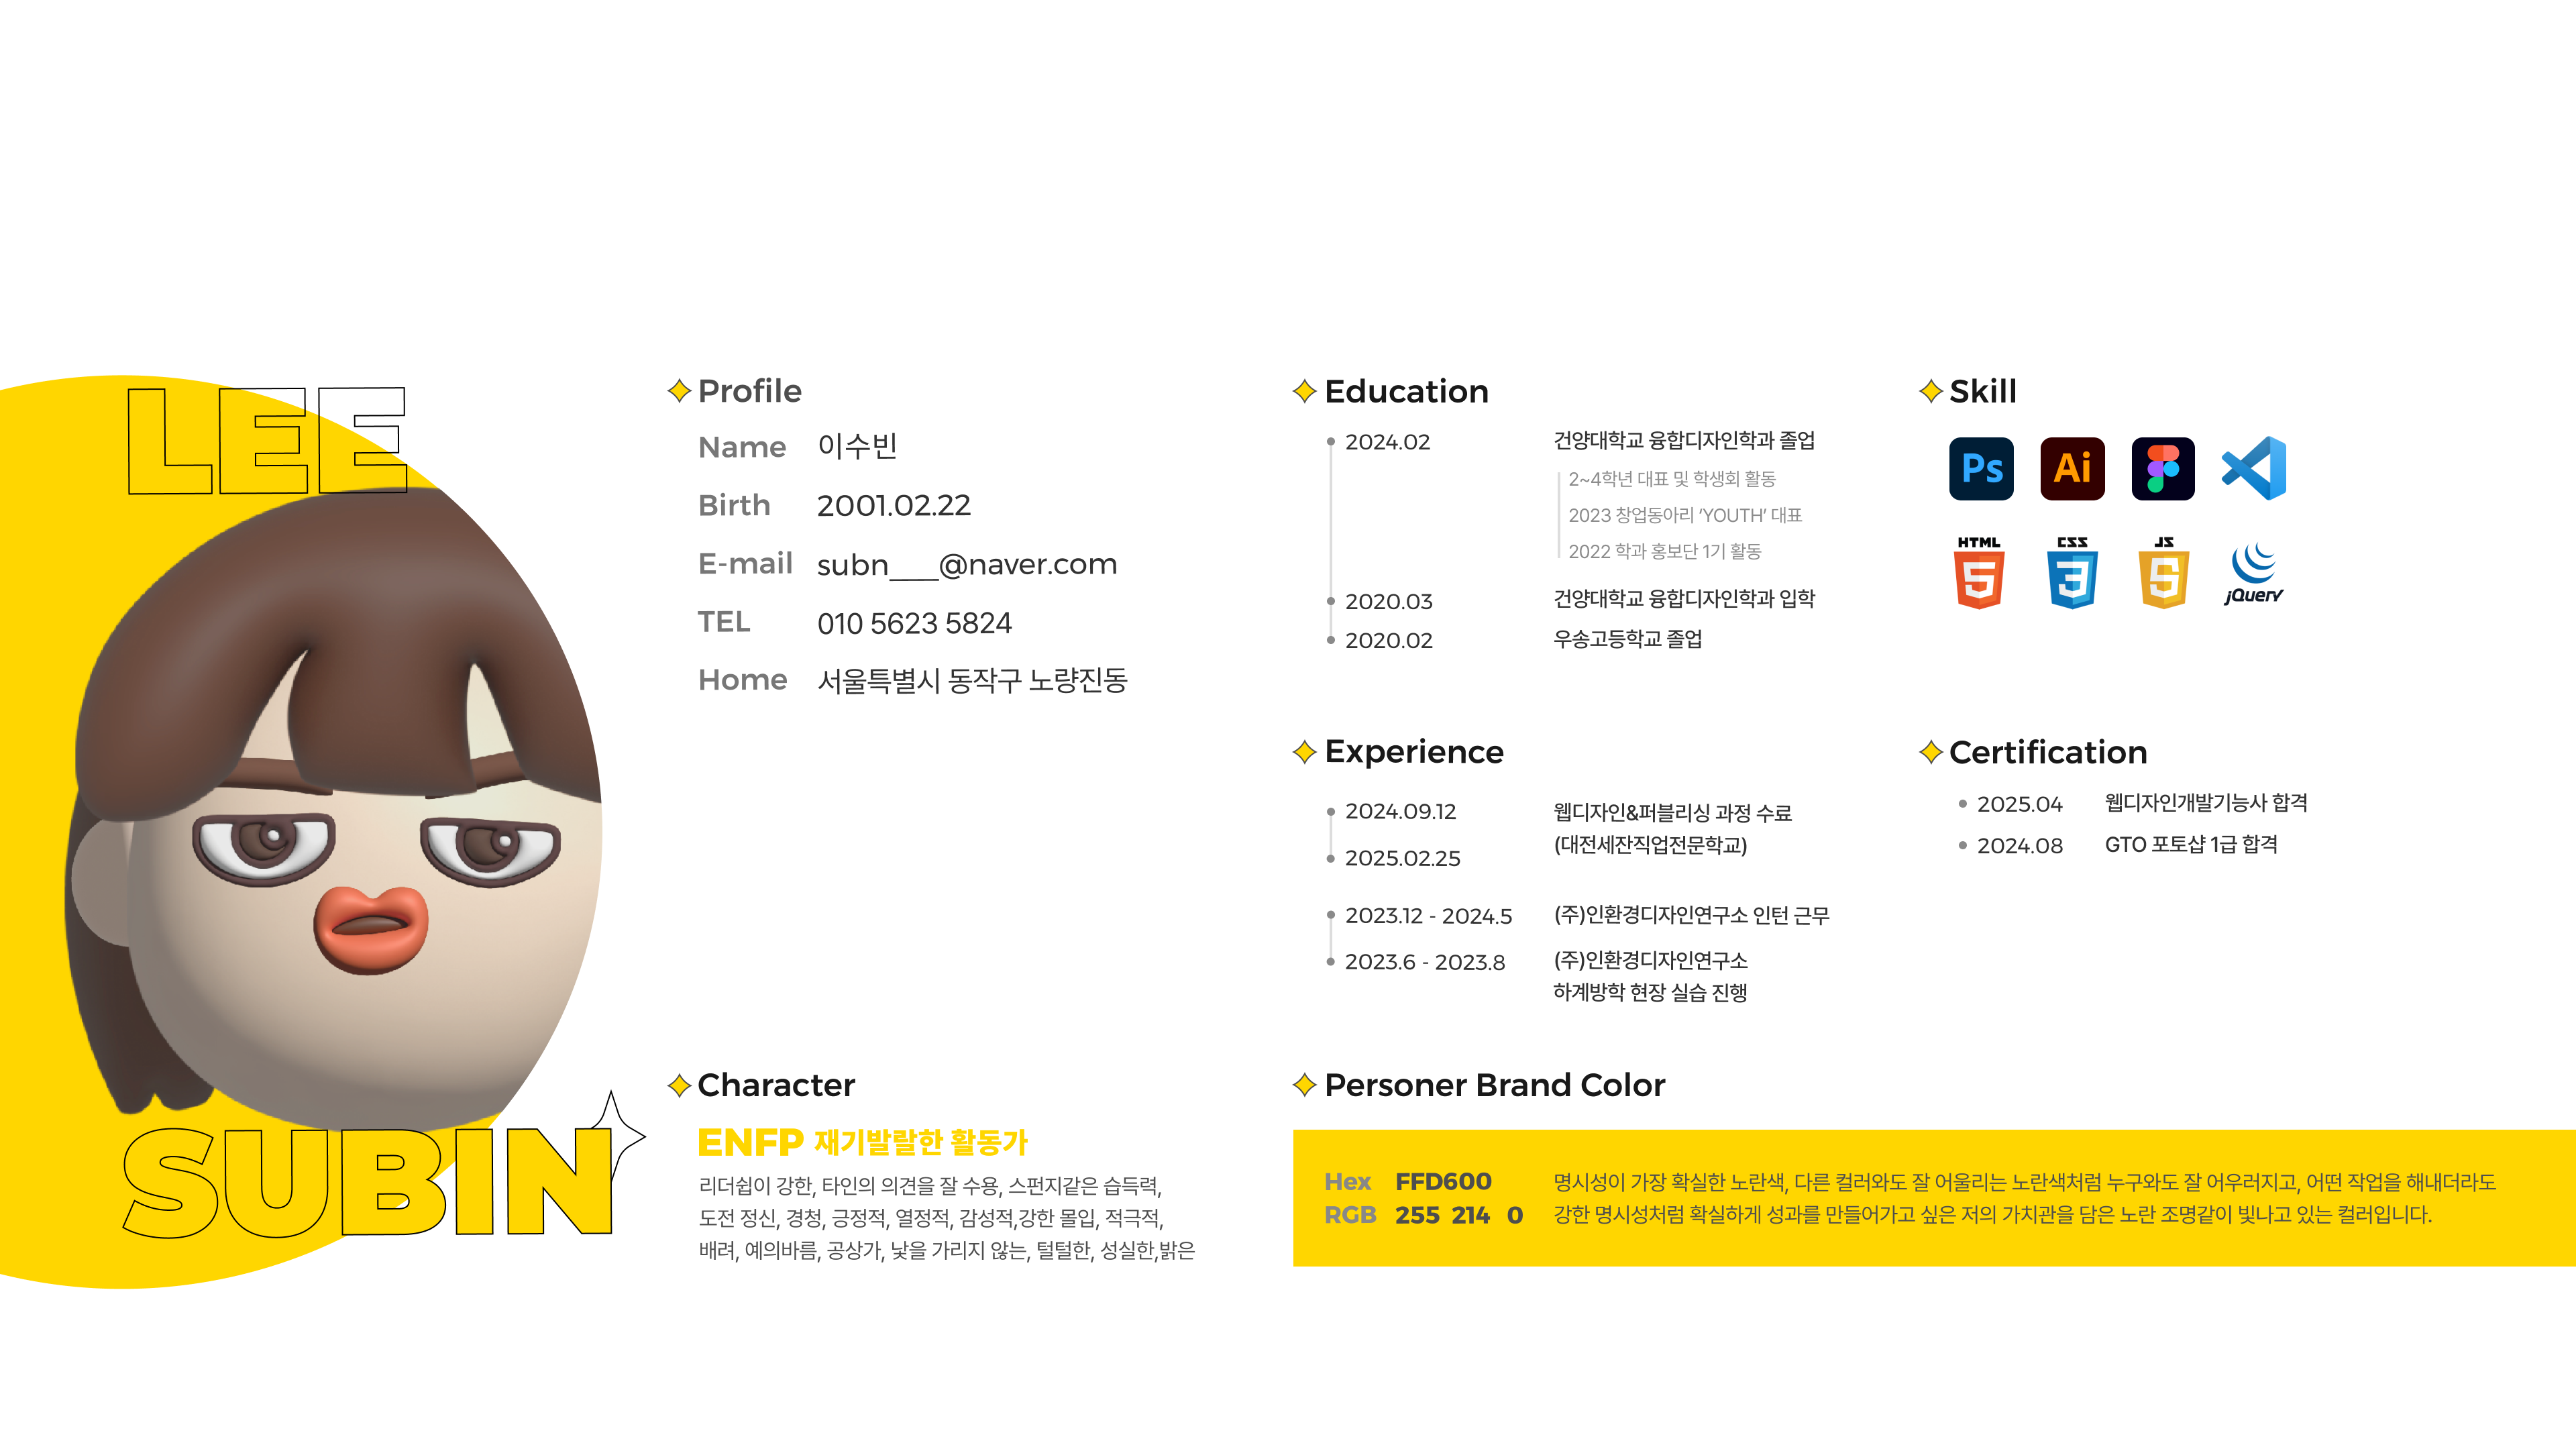 LEE
SUBIN
Profile
Name 이수빈
Birth 2001.02.22
E-mail subn___@naver.com
TEL 010 5623 5824
Home 서울특별시 동작구 노량진동
Character
ENFP 재기발랄한 활동가
리더쉽이 강한, 타인의 의견을 잘 수용, 스펀지같은 습득력,
도전 정신, 경청, 긍정적, 열정적, 감성적,강한 몰입, 적극적,
배려, 예의바름, 공상가, 낯을 가리지 않는, 털털한, 성실한,밝은
Education
2024.02 건양대학교 융합디자인학과 졸업
2~4학년 대표 및 학생회 활동
2023 창업동아리 ‘YOUTH’ 대표
2022 학과 홍보단 1기 활동
2020.03 건양대학교 융합디자인학과 입학
2020.02 우송고등학교 졸업
Skill
Ps Ai
HTML CSS JS
5 3 5 jQuery
Experience
2024.09.12 웹디자인&퍼블리싱 과정 수료
(대전세잔직업전문학교)
2025.02.25
2023.12 - 2024.5 (주)인환경디자인연구소 인턴 근무
2023.6 - 2023.8 (주)인환경디자인연구소
하계방학 현장 실습 진행
Certification
2025.04 웹디자인개발기능사 합격
2024.08 GTO 포토샵 1급 합격
Personer Brand Color
Hex FFD600
RGB 255 214 0
명시성이 가장 확실한 노란색, 다른 컬러와도 잘 어울리는 노란색처럼 누구와도 잘 어우러지고, 어떤 작업을 해내더라도
강한 명시성처럼 확실하게 성과를 만들어가고 싶은 저의 가치관을 담은 노란 조명같이 빛나고 있는 컬러입니다.